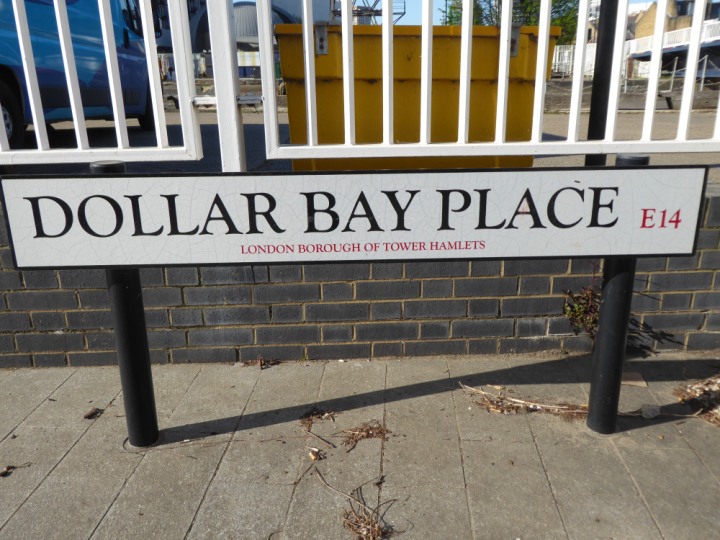 DOLLAR BAY PLACE E14
LONDON BOROUGH OF TOWER HAMLETS